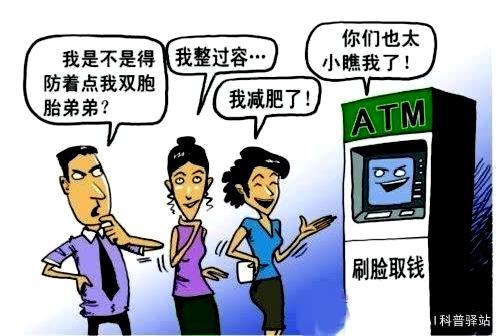 我是不是得
防着点我双胞
胎弟弟？
我整过容…
我减肥了！
你们也太
小瞧我了！
ATM
刷脸取钱
AI科普驿站